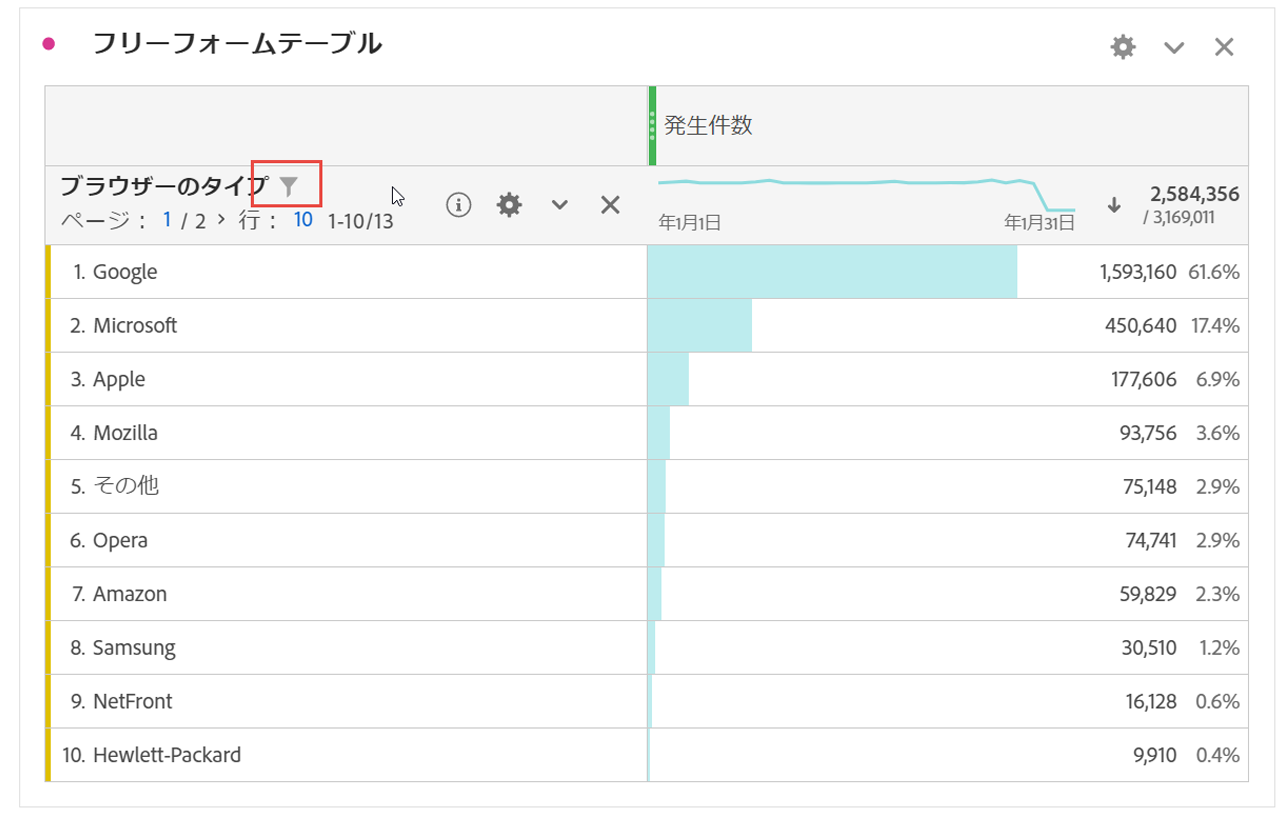 フリーフォームテーブル
発生件数
ブラウザーのタイプ
ページ： 1 / 2 > 行： 10 1-10/13
年1月1日 年1月31日
2,584,356
/ 3,169,011
1. Google 1,593,160 61.6%
2. Microsoft 450,640 17.4%
3. Apple 177,606 6.9%
4. Mozilla 93,756 3.6%
5. その他 75,148 2.9%
6. Opera 74,741 2.9%
7. Amazon 59,829 2.3%
8. Samsung 30,510 1.2%
9. NetFront 16,128 0.6%
10. Hewlett-Packard 9,910 0.4%